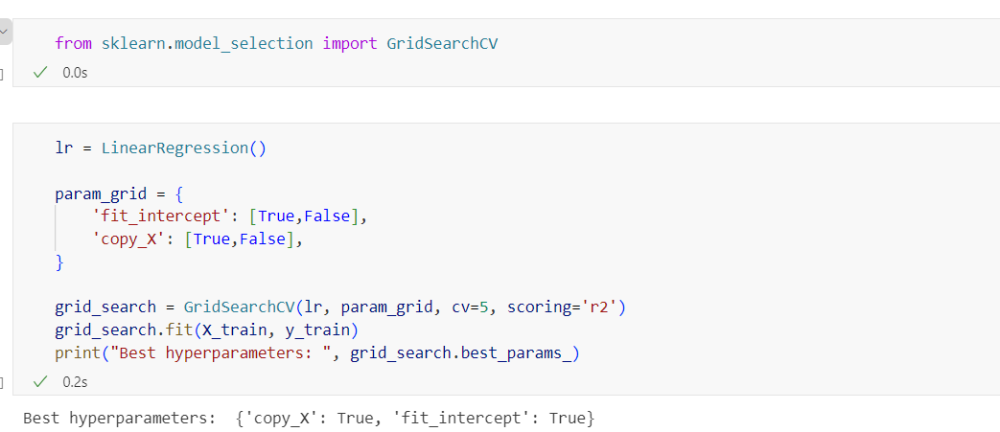 from sklearn.model_selection import GridSearchCV
0.0s
lr = LinearRegression()
param_grid = {
    'fit_intercept': [True,False],
    'copy_X': [True,False],
}
grid_search = GridSearchCV(lr, param_grid, cv=5, scoring='r2')
grid_search.fit(X_train, y_train)
print("Best hyperparameters: ", grid_search.best_params_)
0.2s
Best hyperparameters:  {'copy_X': True, 'fit_intercept': True}